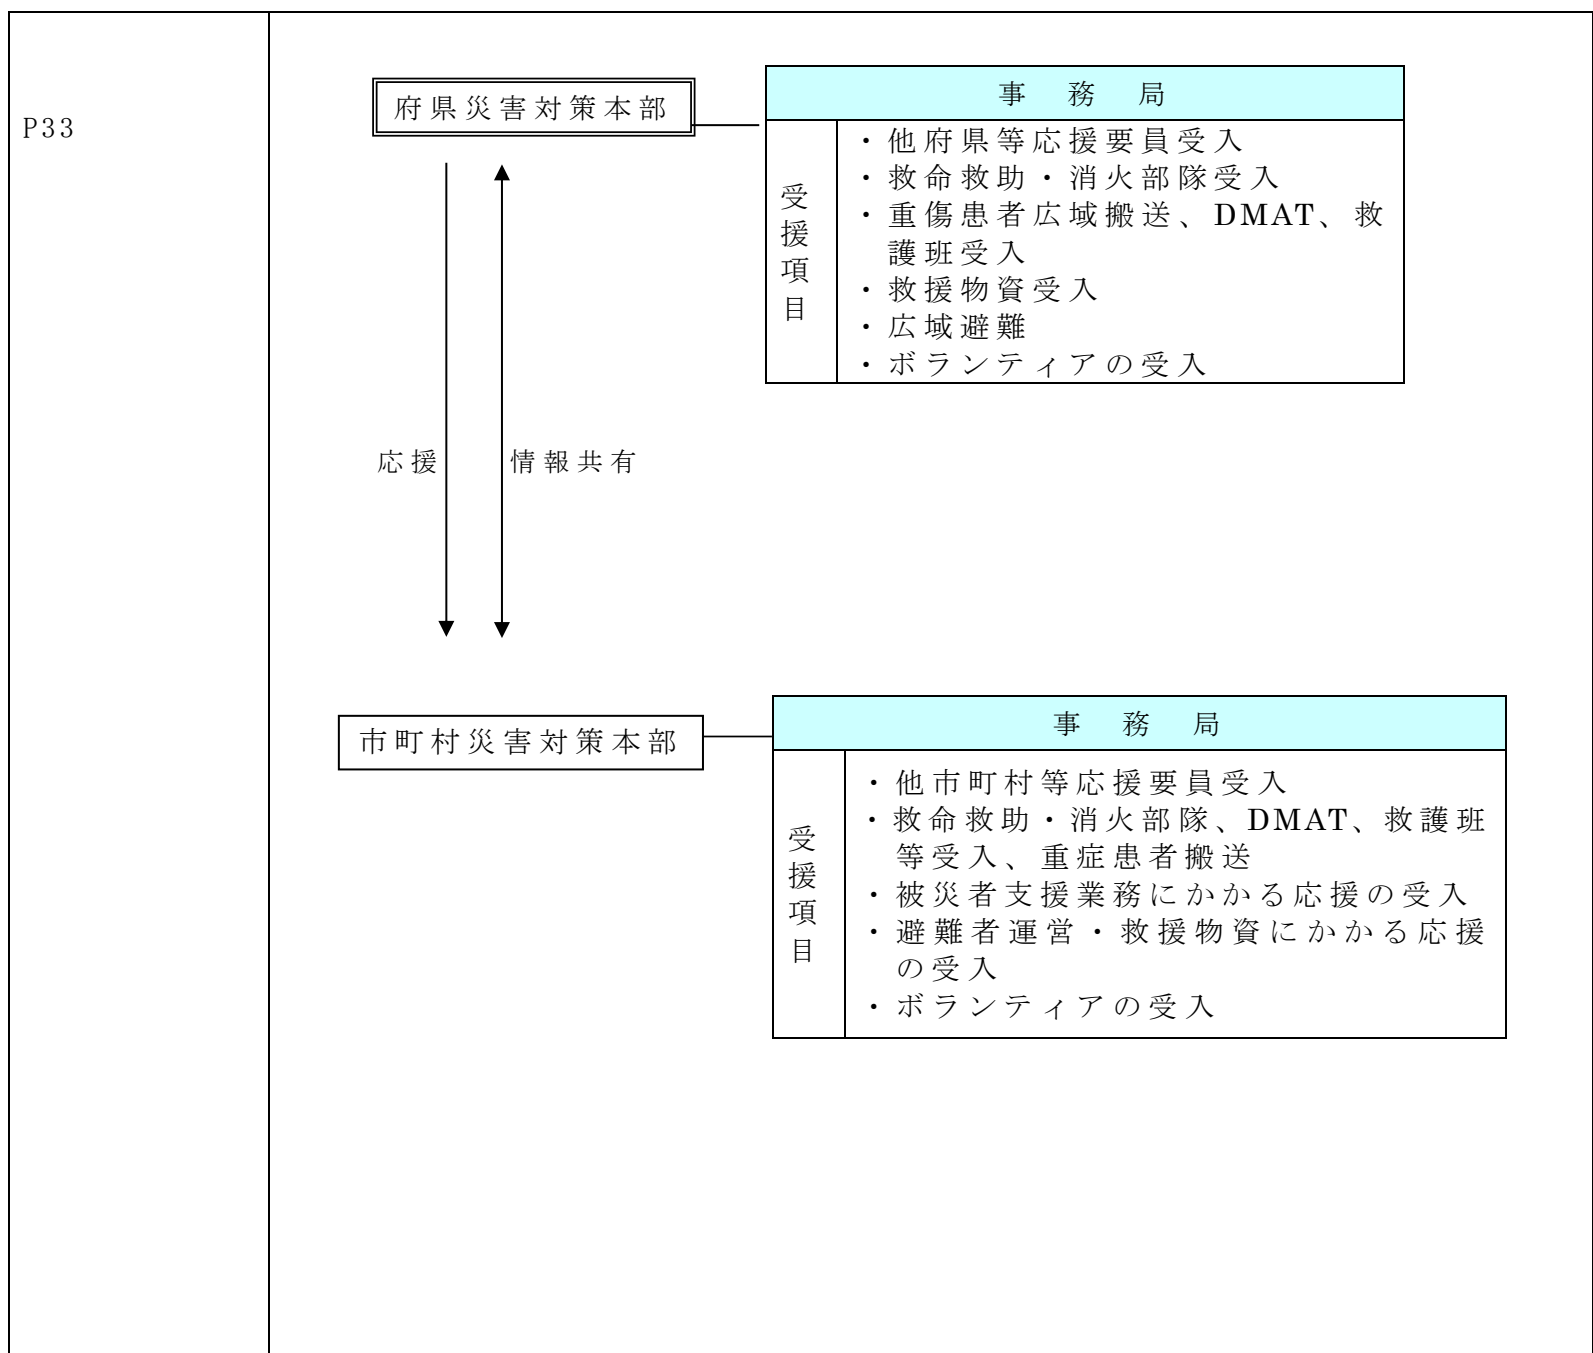 P33
府県災害対策本部
事務局
受援項目
・他府県等応援要員受入
・救命救助・消火部隊受入
・重傷患者広域搬送、DMAT、救
護班受入
・救援物資受入
・広域避難
・ボランティアの受入
応援
情報共有
市町村災害対策本部
事務局
受援項目
・他市町村等応援要員受入
・救命救助・消火部隊、DMAT、救護班
等受入、重症患者搬送
・被災者支援業務にかかる応援の受入
・避難者運営・救援物資にかかる応援
の受入
・ボランティアの受入